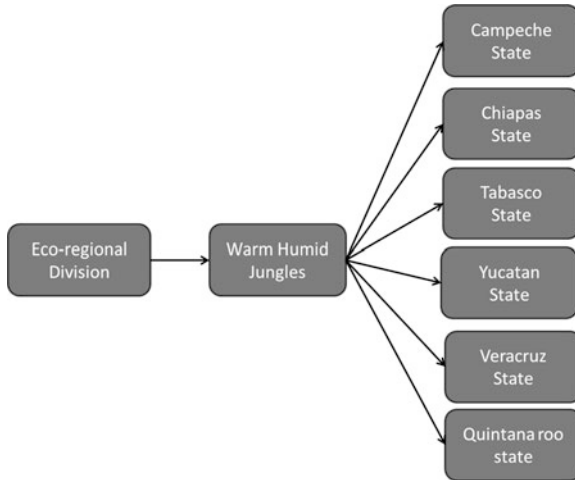 Campeche
State
Chiapas
State
Tabasco
State
Eco-regional
Division
Warm Humid
Jungles
Yucatan
State
Veracruz
State
Quintana roo
state